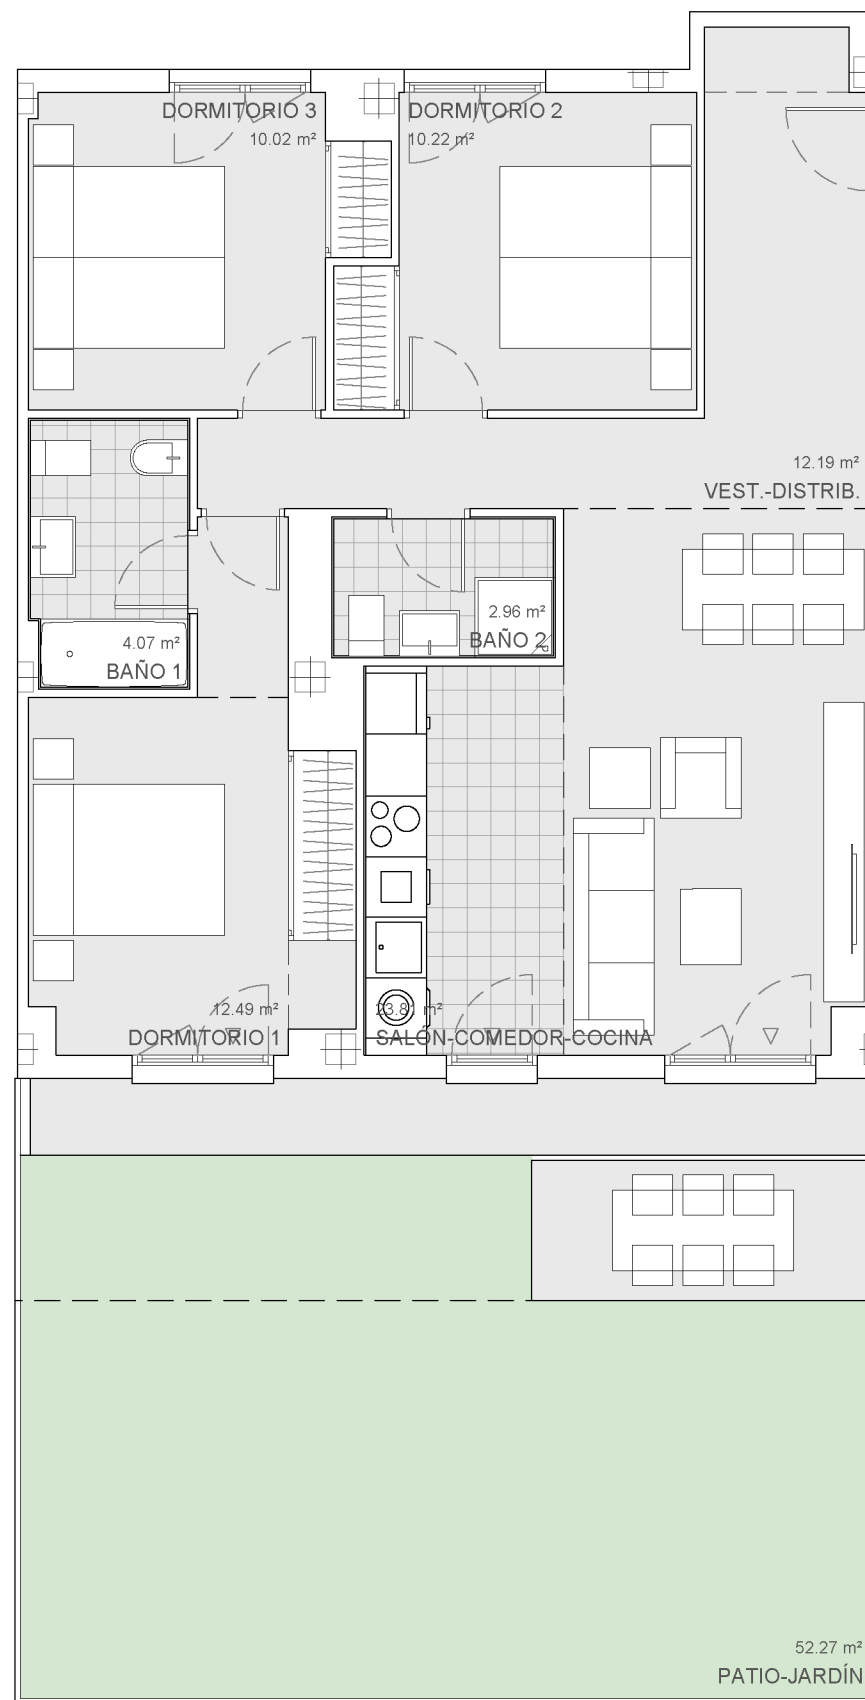 DORMITORIO 3
10.02 m²
DORMITORIO 2
10.22 m²
12.19 m²
VEST.-DISTRIB.
4.07 m²
BAÑO 1
2.96 m²
BAÑO 2
12.49 m²
DORMITORIO 1
m²
SALÓN-COMEDOR-COCINA
52.27 m²
PATIO-JARDÍN